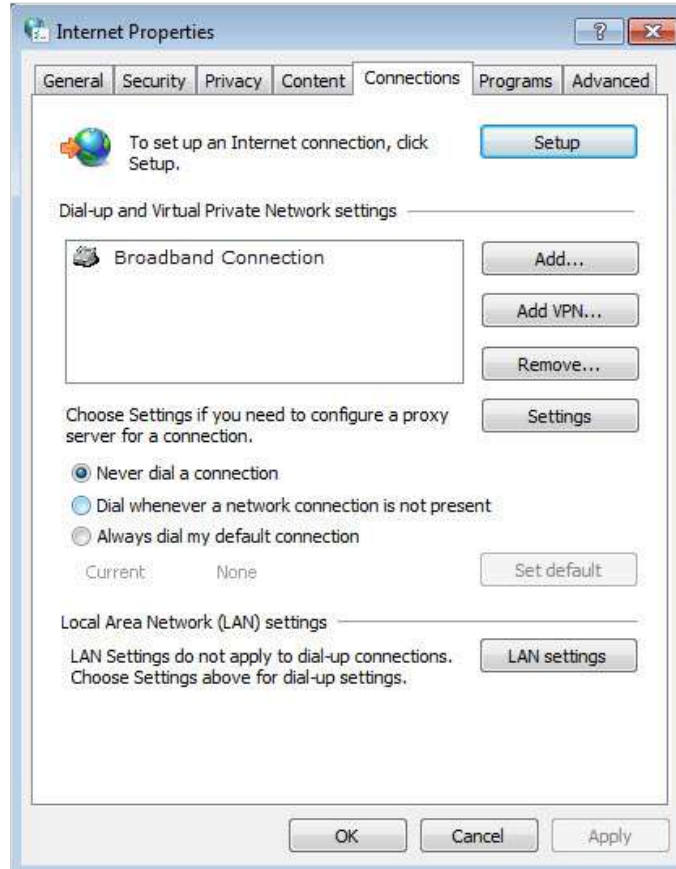 Internet Properties
General Security Privacy Content Connections Programs Advanced
To set up an Internet connection, click
Setup.
Setup
Dial-up and Virtual Private Network settings
Broadband Connection
Add...
Add VPN...
Remove...
Choose Settings if you need to configure a proxy
server for a connection.
Settings
Never dial a connection
Dial whenever a network connection is not present
Always dial my default connection
Current None
Set default
Local Area Network (LAN) settings
LAN Settings do not apply to dial-up connections.
Choose Settings above for dial-up settings.
LAN settings
OK Cancel Apply